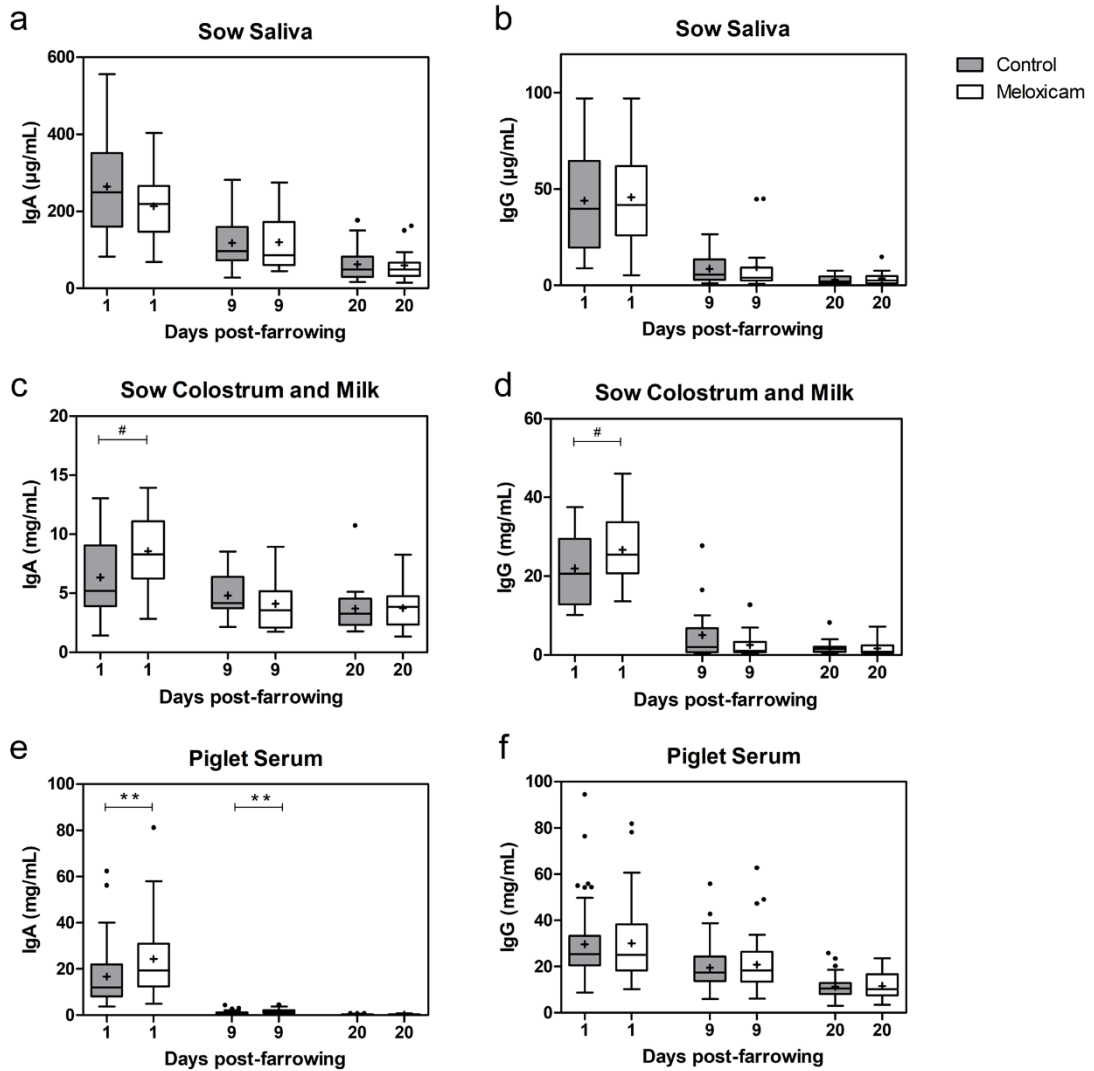 a
Sow Saliva
600
400
200
0
IgA (µg/mL)
1 1 9 9 20 20
Days post-farrowing
b
Sow Saliva
100
50
0
IgG (µg/mL)
1 1 9 9 20 20
Days post-farrowing
Control
Meloxicam
c
Sow Colostrum and Milk
20
15
10
5
0
IgA (mg/mL)
#
1 1 9 9 20 20
Days post-farrowing
d
Sow Colostrum and Milk
60
40
20
0
IgG (mg/mL)
#
1 1 9 9 20 20
Days post-farrowing
e
Piglet Serum
100
80
60
40
20
0
IgA (mg/mL)
** **
1 1 9 9 20 20
Days post-farrowing
f
Piglet Serum
100
80
60
40
20
0
IgG (mg/mL)
1 1 9 9 20 20
Days post-farrowing